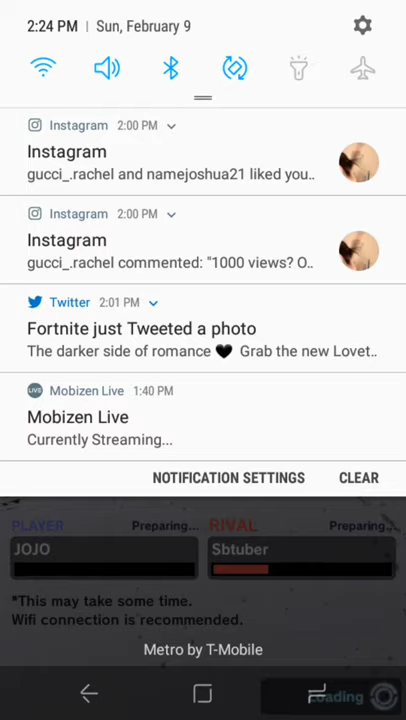 2:24 PM | Sun, February 9
Instagram 2:00 PM
Instagram
gucci_.rachel and namejoshua21 liked you..
Instagram 2:00 PM
Instagram
gucci_.rachel commented: "1000 views? O..
Twitter 2:01 PM
Fortnite just Tweeted a photo
The darker side of romance 🖤 Grab the new Lovet..
LIVE Mobizen Live 1:40 PM
Mobizen Live
Currently Streaming...
NOTIFICATION SETTINGS CLEAR
PLAYER Preparing... RIVAL Preparing...
JOJO Sbtuber
*This may take some time.
Wifi connection is recommended.
Metro by T-Mobile
Loading